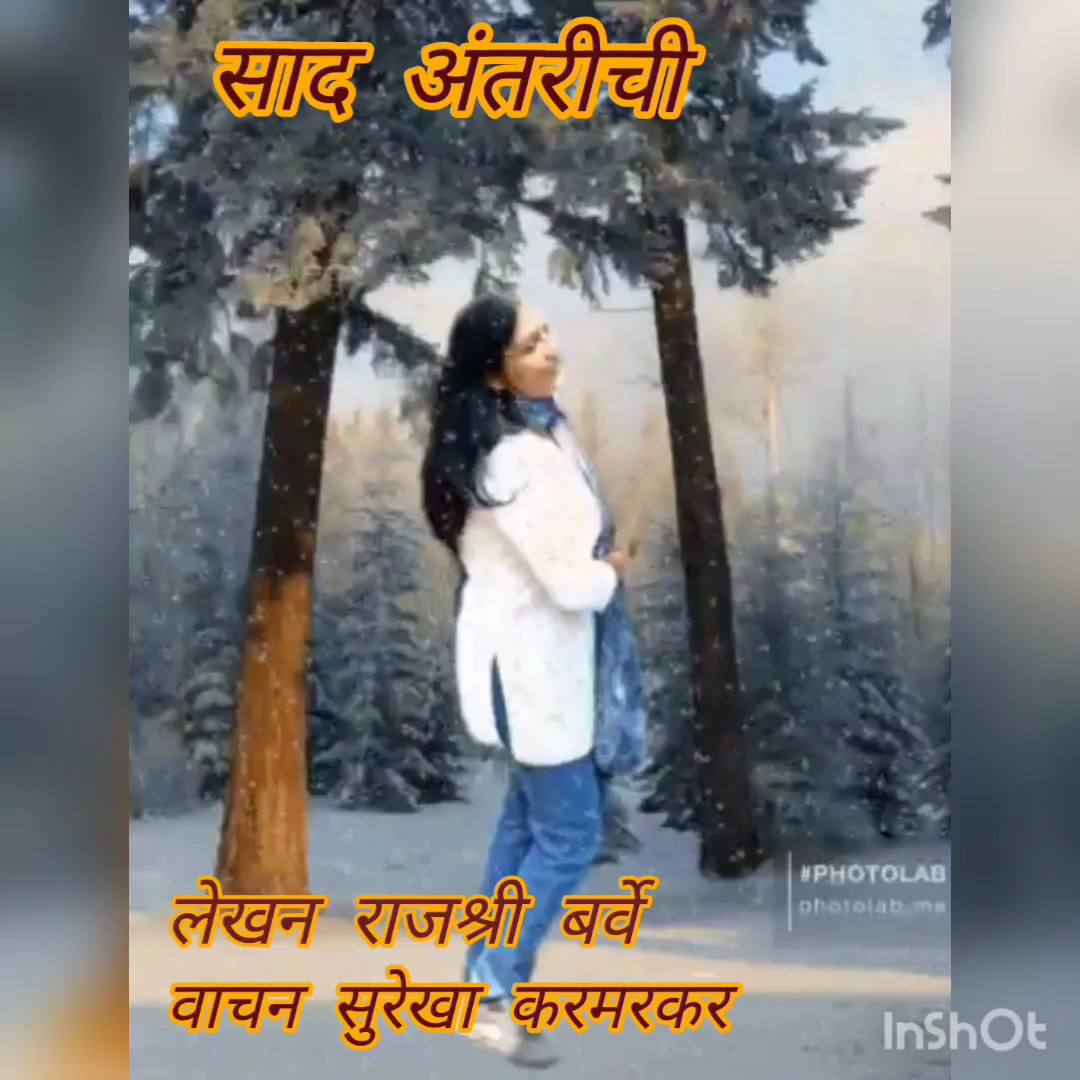 साद अंतरीची
लेखन राजश्री बर्वे
वाचन सुरेखा करमरकर
#PHOTOLAB
photolab.me
InShOt